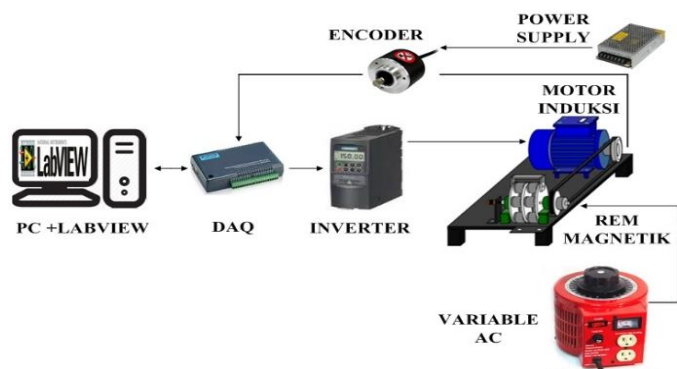 POWER
SUPPLY
ENCODER
MOTOR
INDUKSI
LabVIEW
150.00
PC +LABVIEW
DAQ
INVERTER
REM
MAGNETIK
VARIABLE
AC